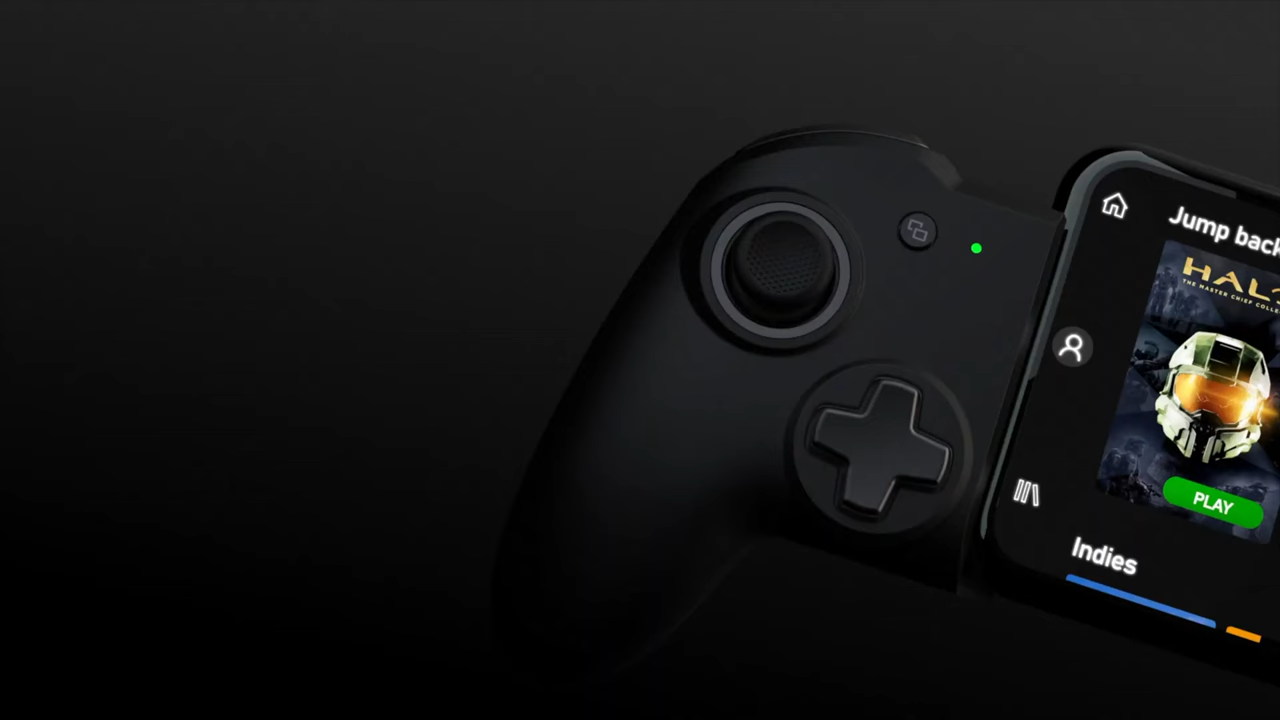 Jump back
HALO
THE MASTER CHIEF COLLE
PLAY
Indies